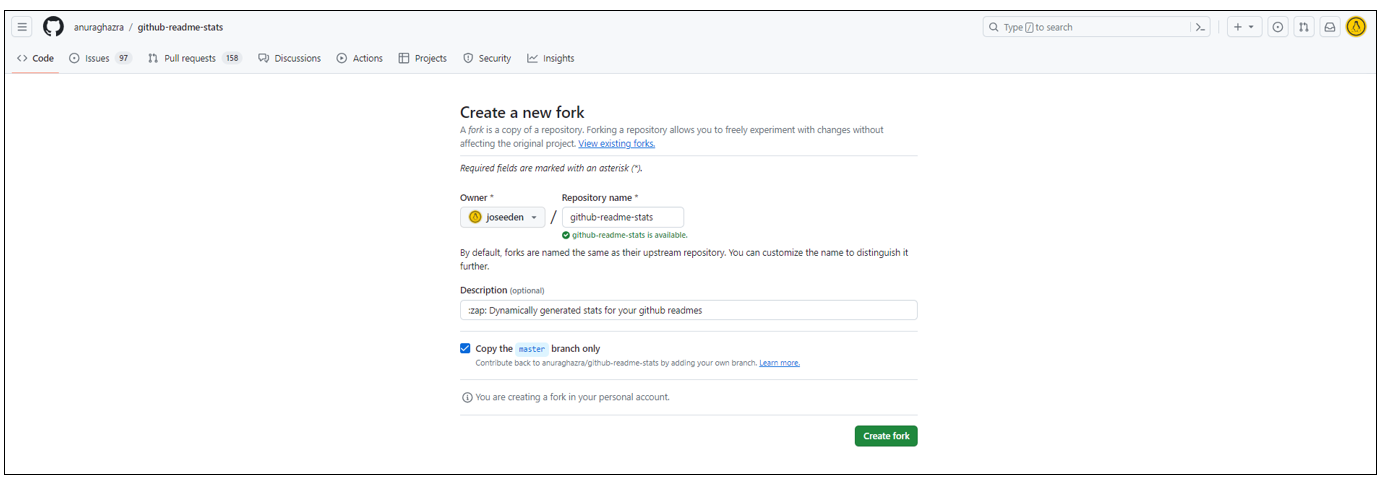 anuraghazra / github-readme-stats
Type / to search
Code Issues 97 Pull requests 158 Discussions Actions Projects Security Insights
Create a new fork
A fork is a copy of a repository. Forking a repository allows you to freely experiment with changes without
affecting the original project. View existing forks.
Required fields are marked with an asterisk (*).
Owner * Repository name *
joseeden / github-readme-stats
github-readme-stats is available.
By default, forks are named the same as their upstream repository. You can customize the name to distinguish it
further.
Description (optional)
:zap: Dynamically generated stats for your github readmes
Copy the master branch only
Contribute back to anuraghazra/github-readme-stats by adding your own branch. Learn more.
You are creating a fork in your personal account.
Create fork